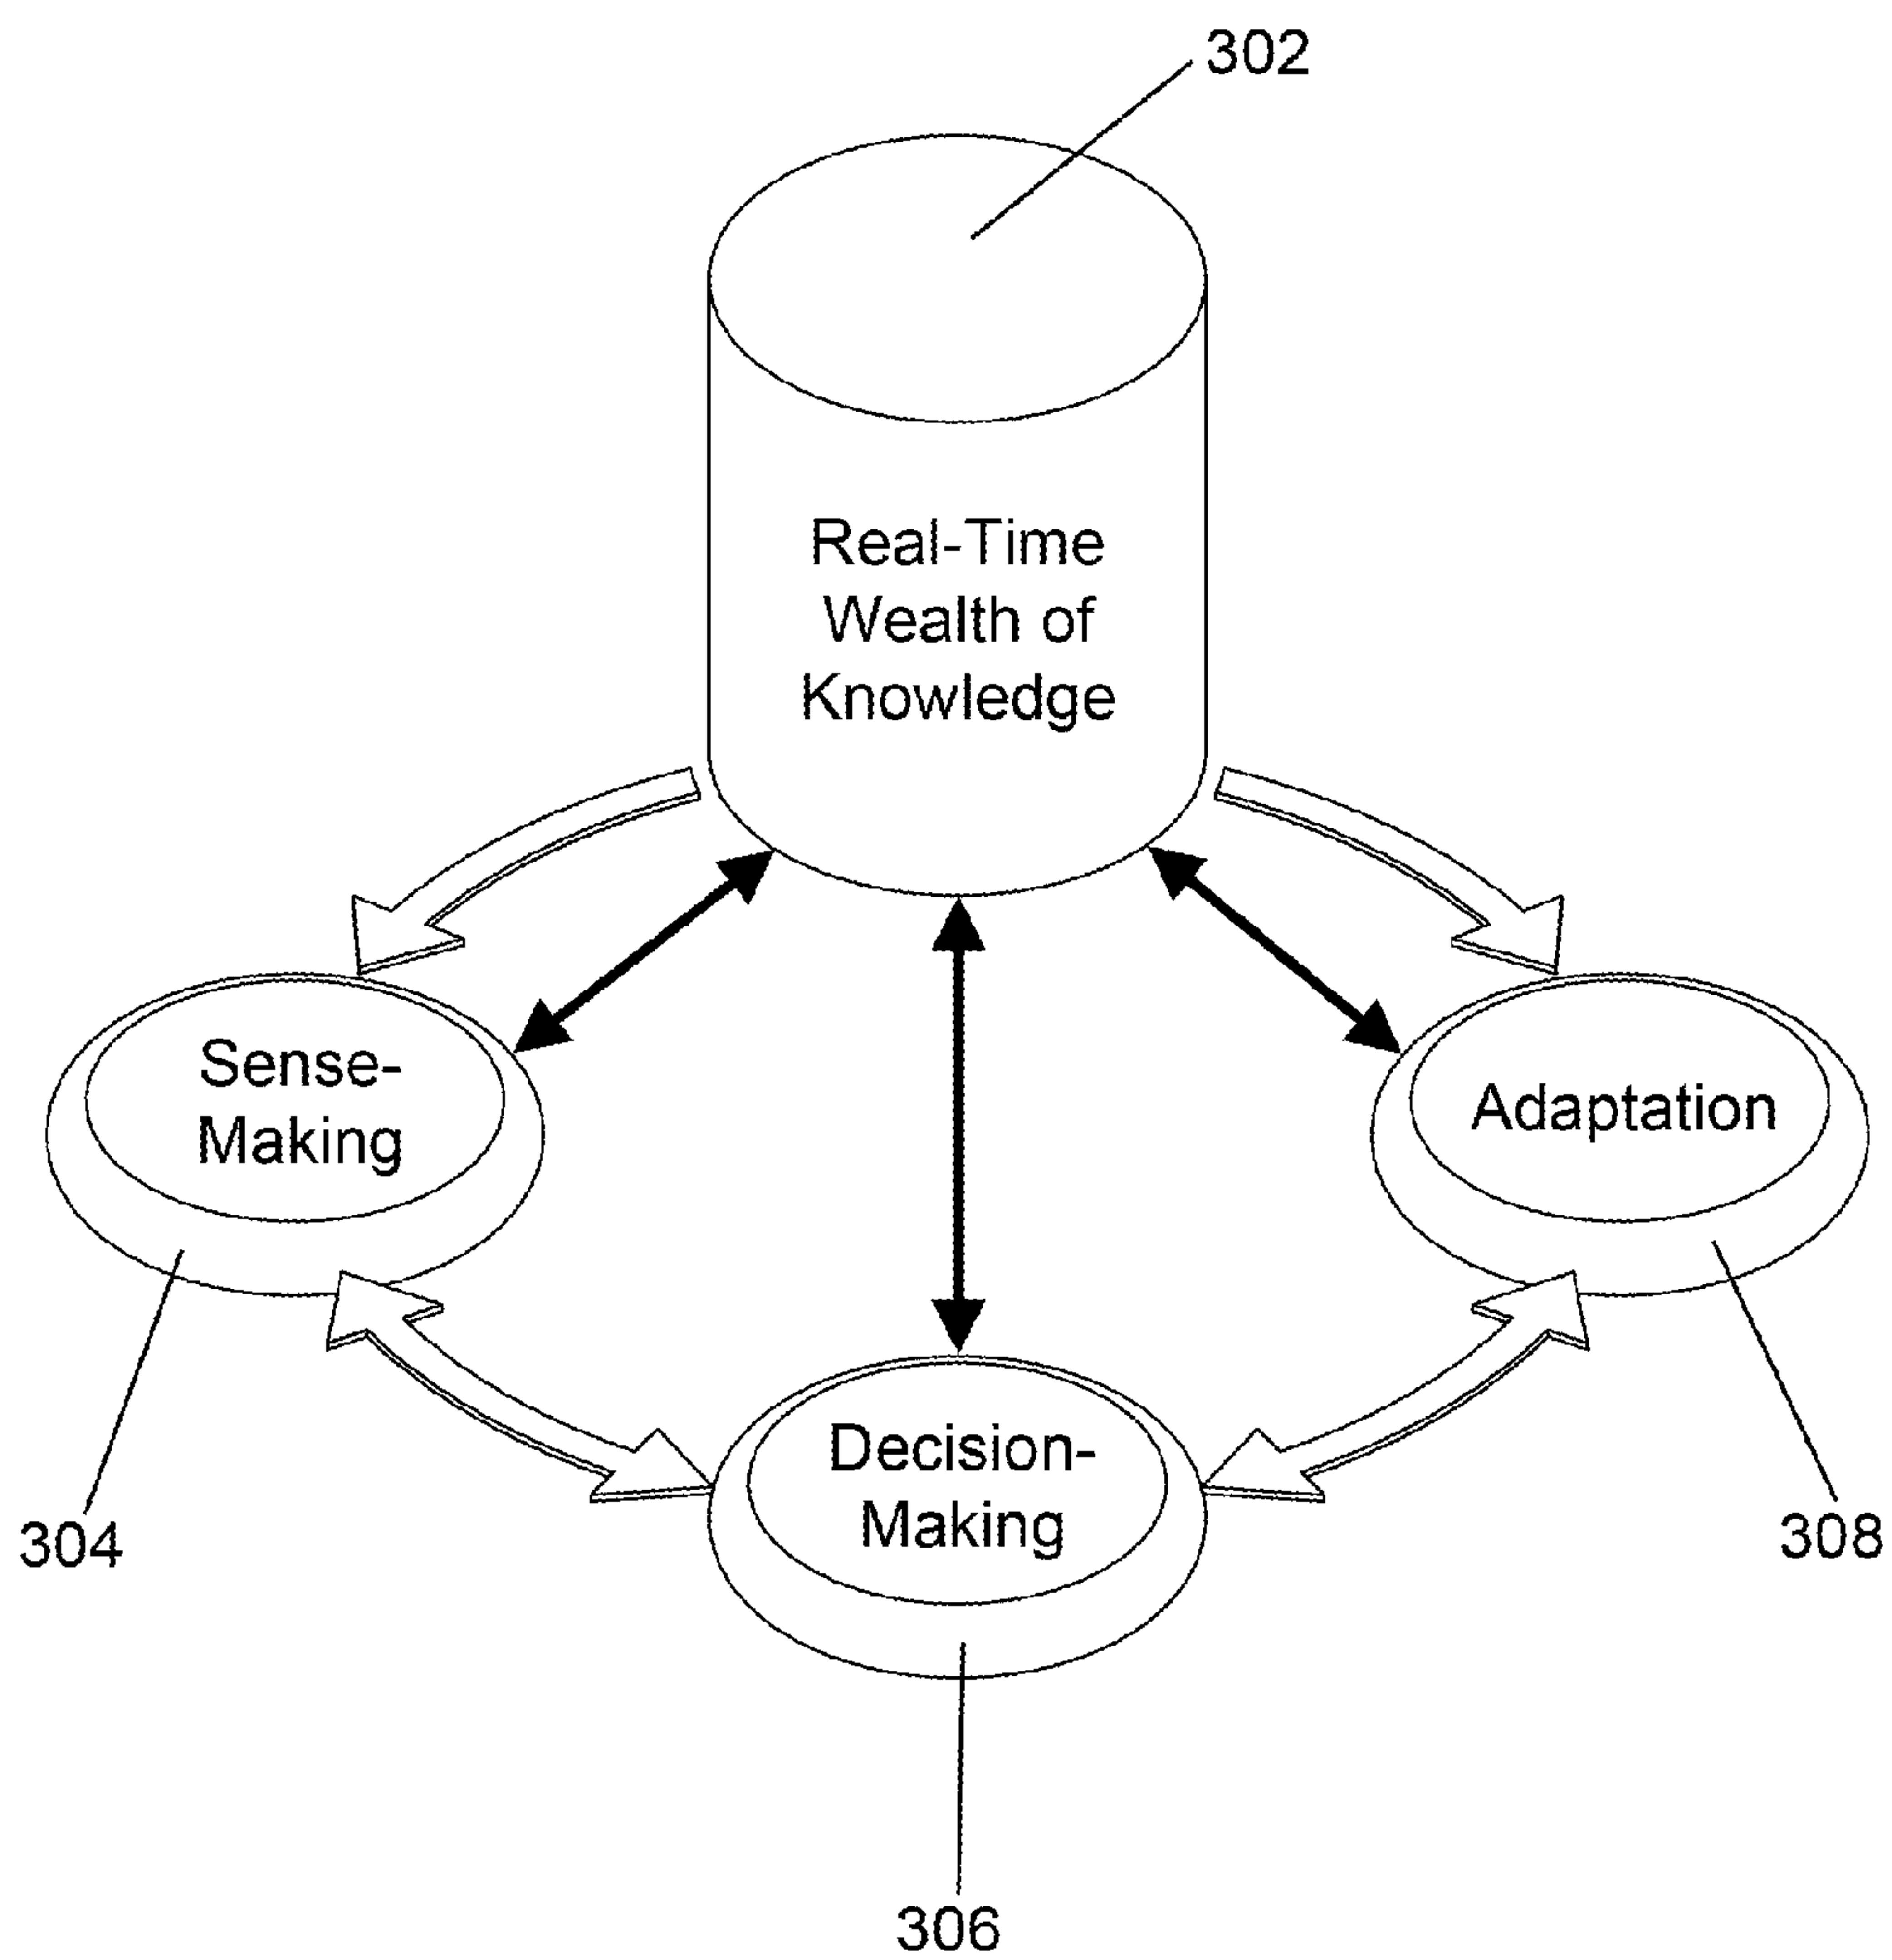 302
Real-Time
Wealth of
Knowledge
Sense-
Making
Adaptation
Decision-
Making
304
308
306